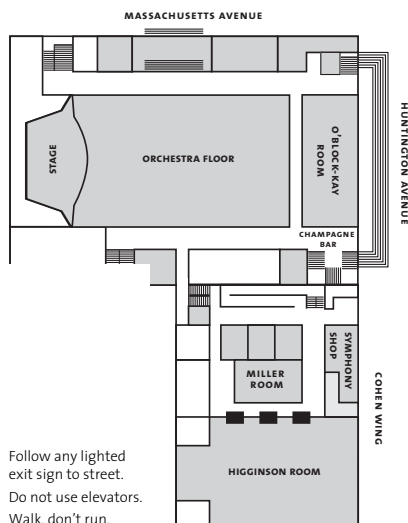 MASSACHUSETTS AVENUE
STAGE
ORCHESTRA FLOOR
O'BLOCK-KAY
ROOM
HUNTINGTON AVENUE
CHAMPAGNE
BAR
SYMPHONY
SHOP
MILLER
ROOM
COHEN WING
HIGGINSON ROOM
Follow any lighted
exit sign to street.
Do not use elevators.
Walk, don't run.